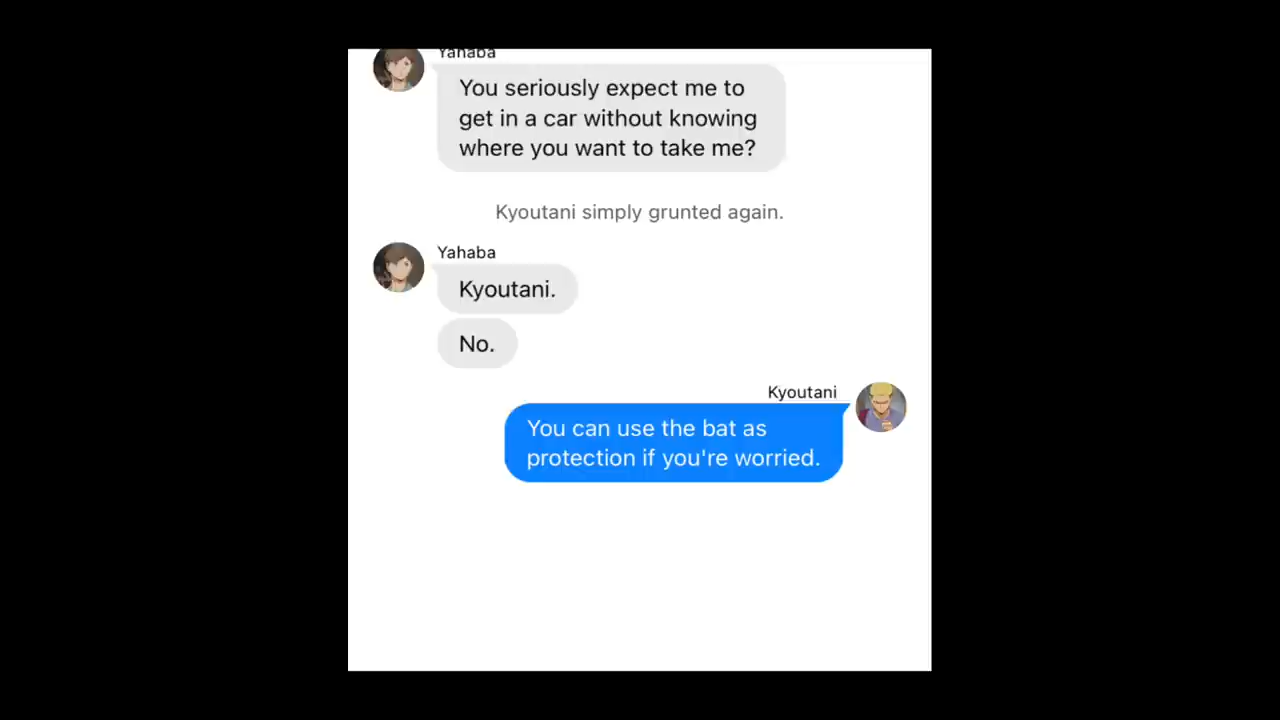 Yahaba
You seriously expect me to
get in a car without knowing
where you want to take me?
Kyoutani simply grunted again.
Yahaba
Kyoutani.
No.
Kyoutani
You can use the bat as
protection if you're worried.